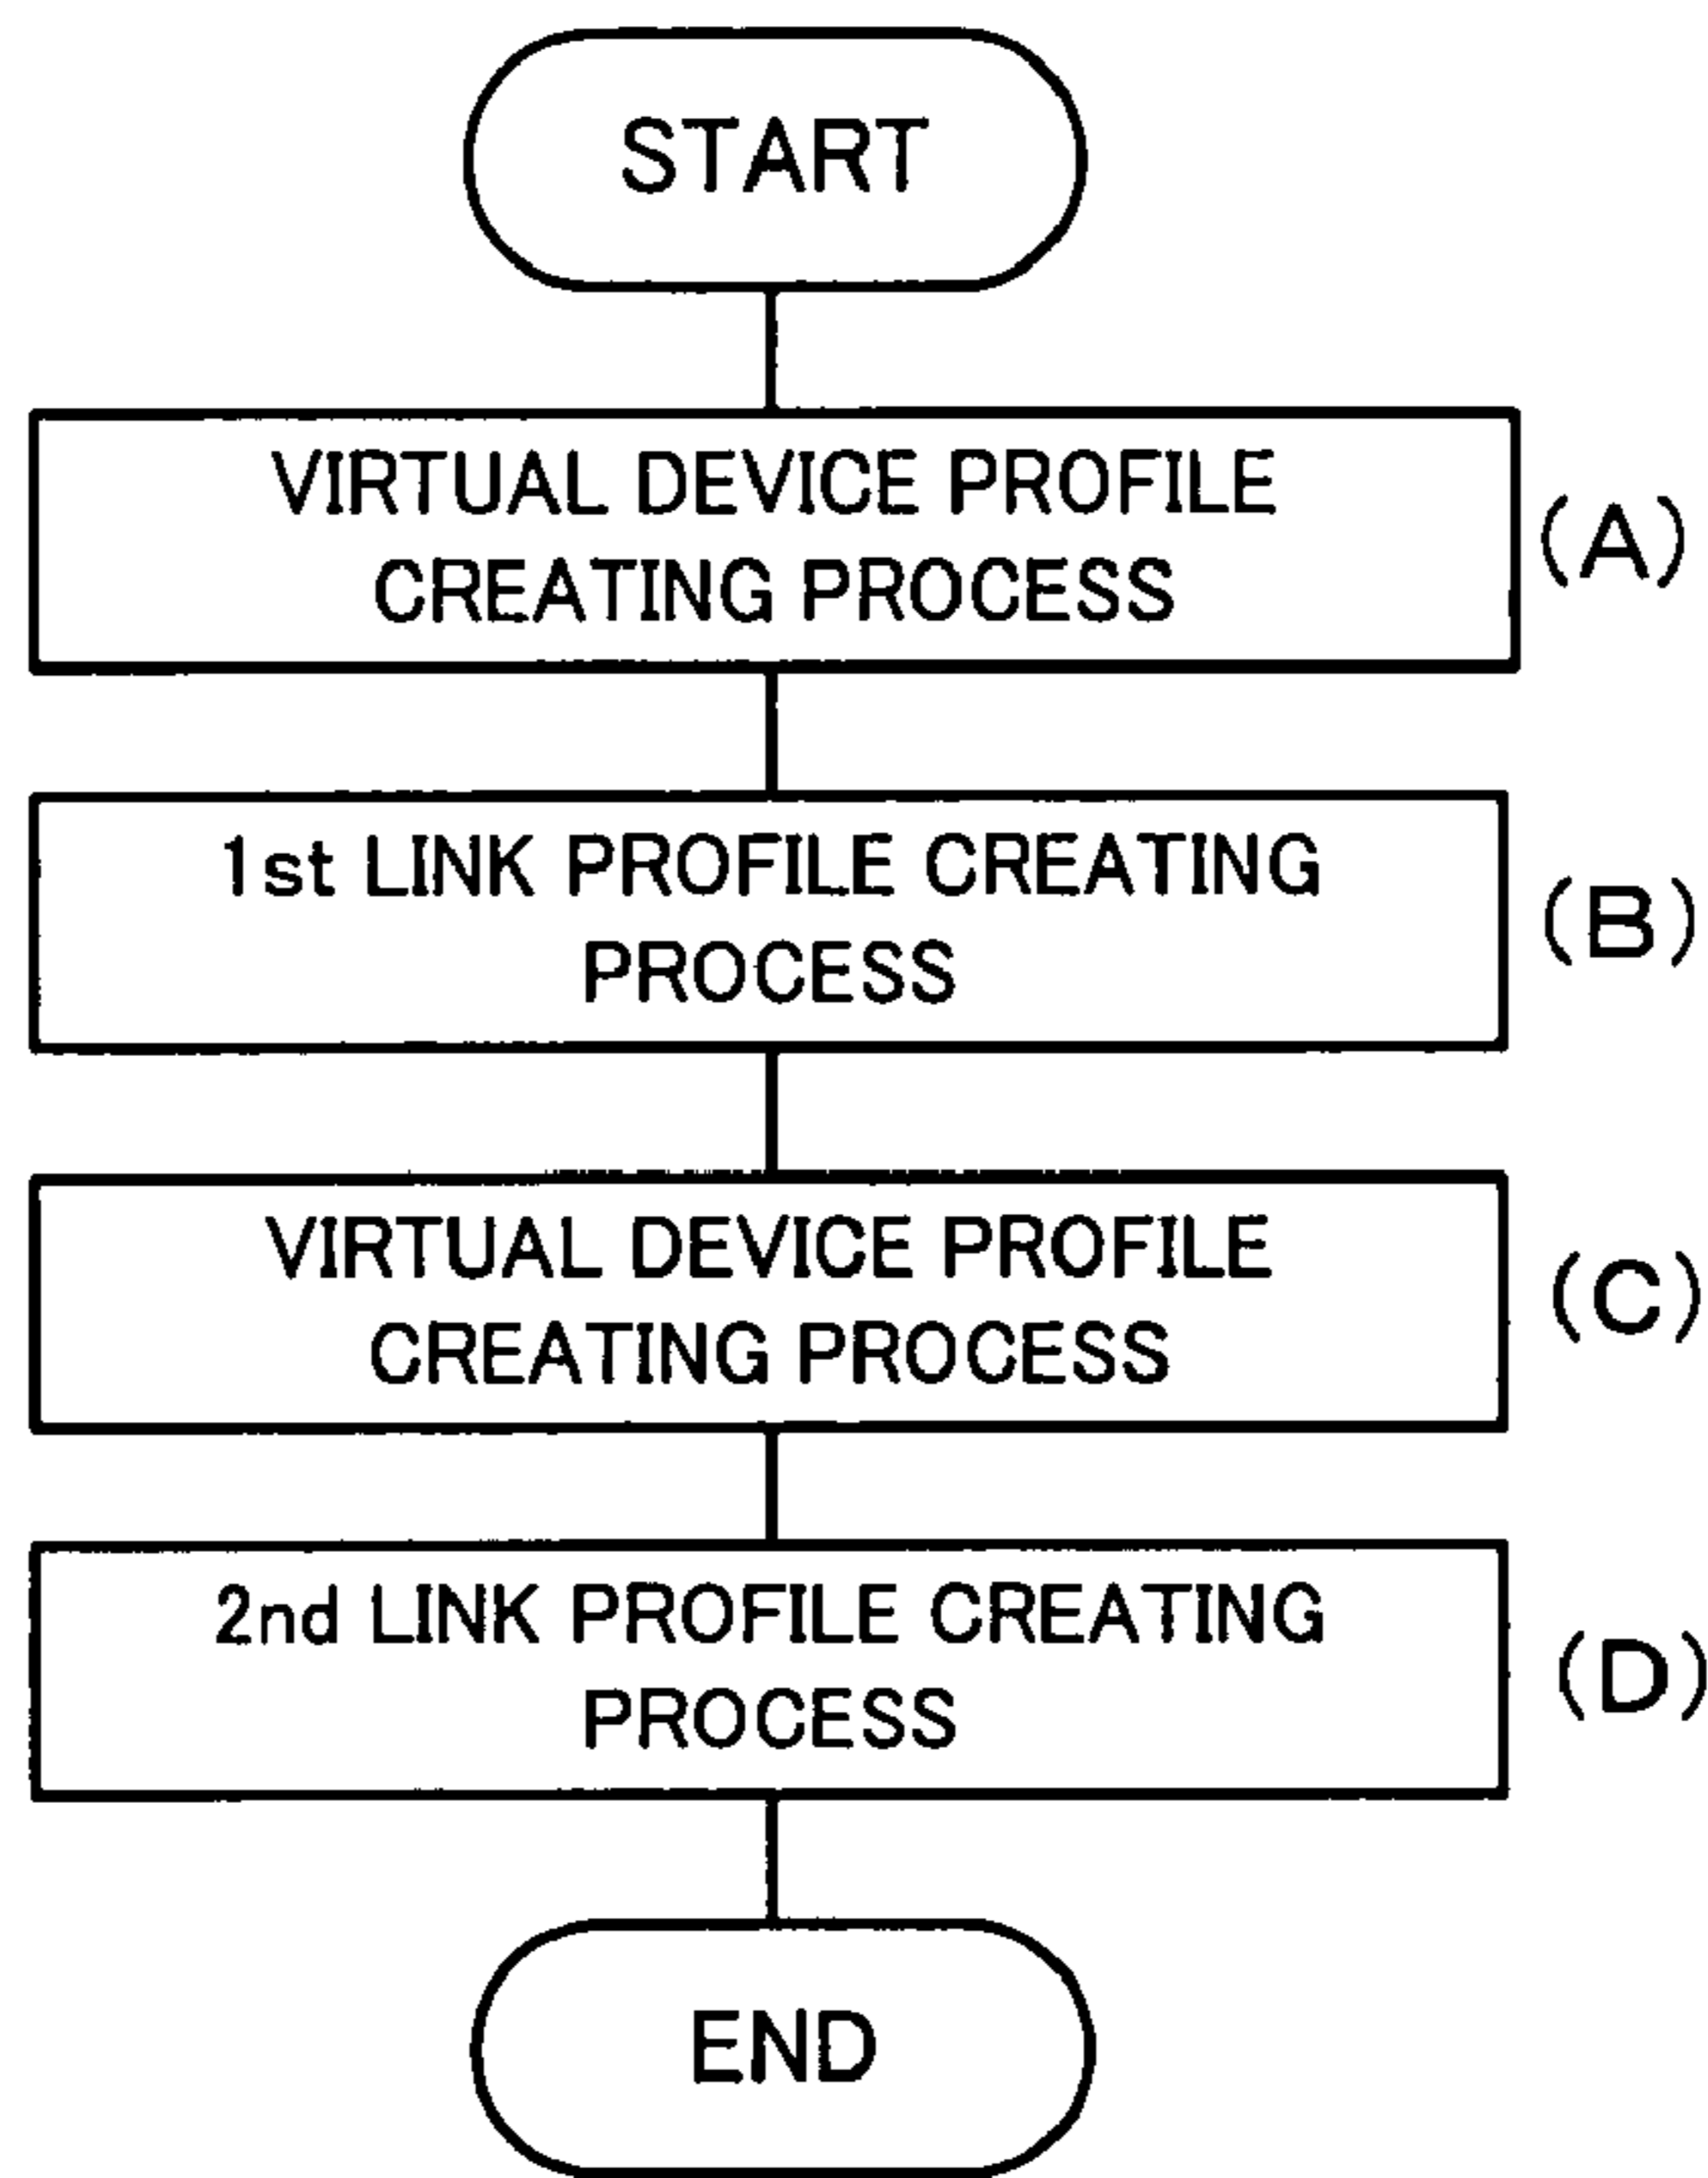 START
VIRTUAL DEVICE PROFILE
CREATING PROCESS
(A)
1st LINK PROFILE CREATING
PROCESS
(B)
VIRTUAL DEVICE PROFILE
CREATING PROCESS
(C)
2nd LINK PROFILE CREATING
PROCESS
(D)
END